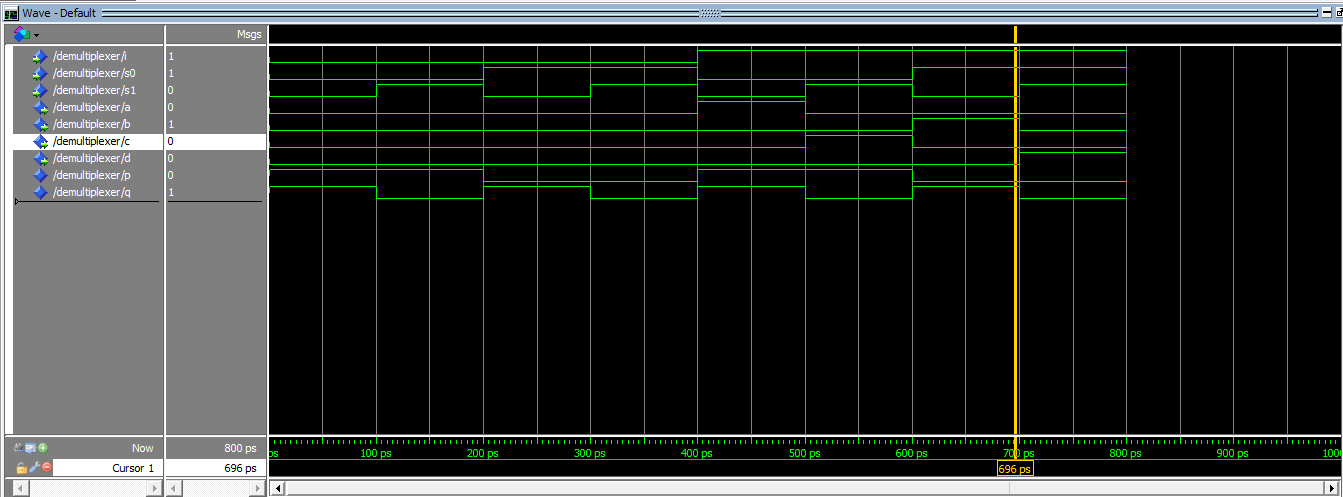 Wave - Default
Msgs
/demultiplexer/i 1
/demultiplexer/s0 1
/demultiplexer/s1 0
/demultiplexer/a 0
/demultiplexer/b 1
/demultiplexer/c 0
/demultiplexer/d 0
/demultiplexer/p 0
/demultiplexer/q 1
Now 800 ps
ps 100 ps 200 ps 300 ps 400 ps 500 ps 600 ps 700 ps 800 ps 900 ps 1000
Cursor 1 696 ps
696 ps